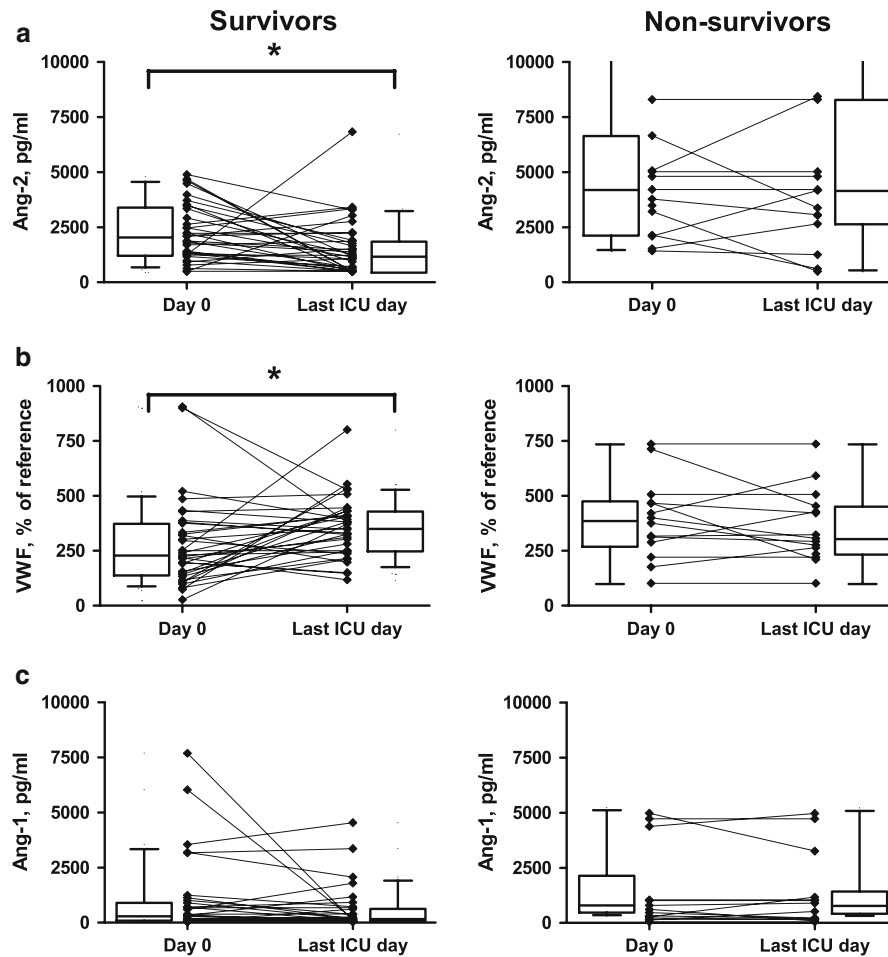 a Survivors Non-survivors
*
Ang-2, pg/ml
10000
7500
5000
2500
0
Day 0 Last ICU day
Ang-2, pg/ml
10000
7500
5000
2500
0
Day 0 Last ICU day
b
*
VWF, % of reference
1000
750
500
250
0
Day 0 Last ICU day
VWF, % of reference
1000
750
500
250
0
Day 0 Last ICU day
c
Ang-1, pg/ml
10000
7500
5000
2500
0
Day 0 Last ICU day
Ang-1, pg/ml
10000
7500
5000
2500
0
Day 0 Last ICU day